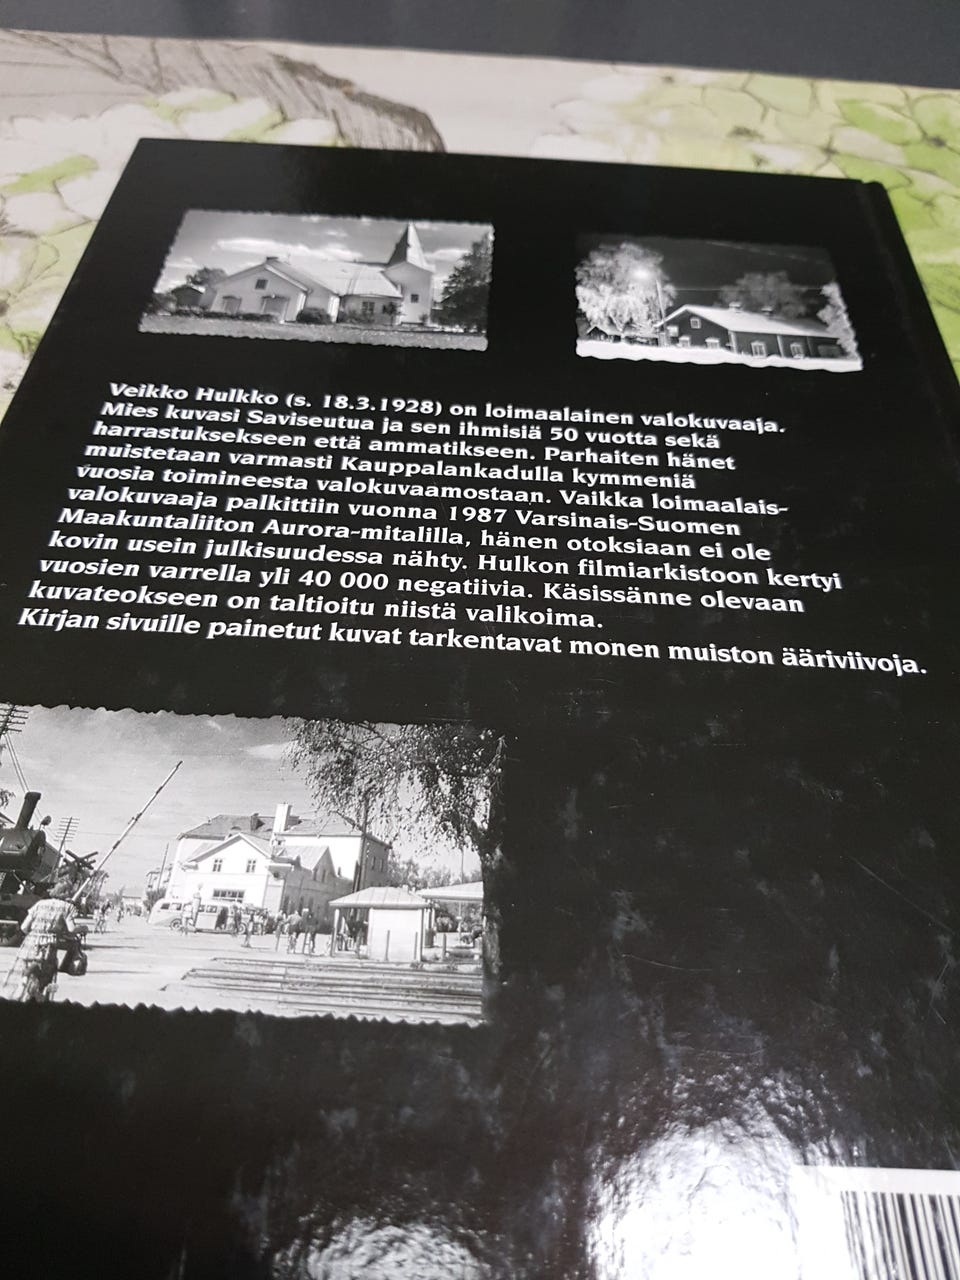 Veikko Hulkko (s. 18.3.1928) on loimaalainen valokuvaaja.
Mies kuvasi Saviseutua ja sen ihmisiä 50 vuotta sekä
harrastuksekseen että ammatikseen. Parhaiten hänet
muistetaan varmasti Kauppalankadulla kymmeniä
vuosia toimineesta valokuvaamostaan. Vaikka loimaalais-
valokuvaaja palkittiin vuonna 1987 Varsinais-Suomen
Maakuntaliiton Aurora-mitalilla, hänen otoksiaan ei ole
kovin usein julkisuudessa nähty. Hulkon filmiarkistoon kertyi
vuosien varrella yli 40 000 negatiivia. Käsissänne olevaan
kuvateokseen on taltioitu niistä valikoima.
Kirjan sivuille painetut kuvat tarkentavat monen muiston ääriviivoja.